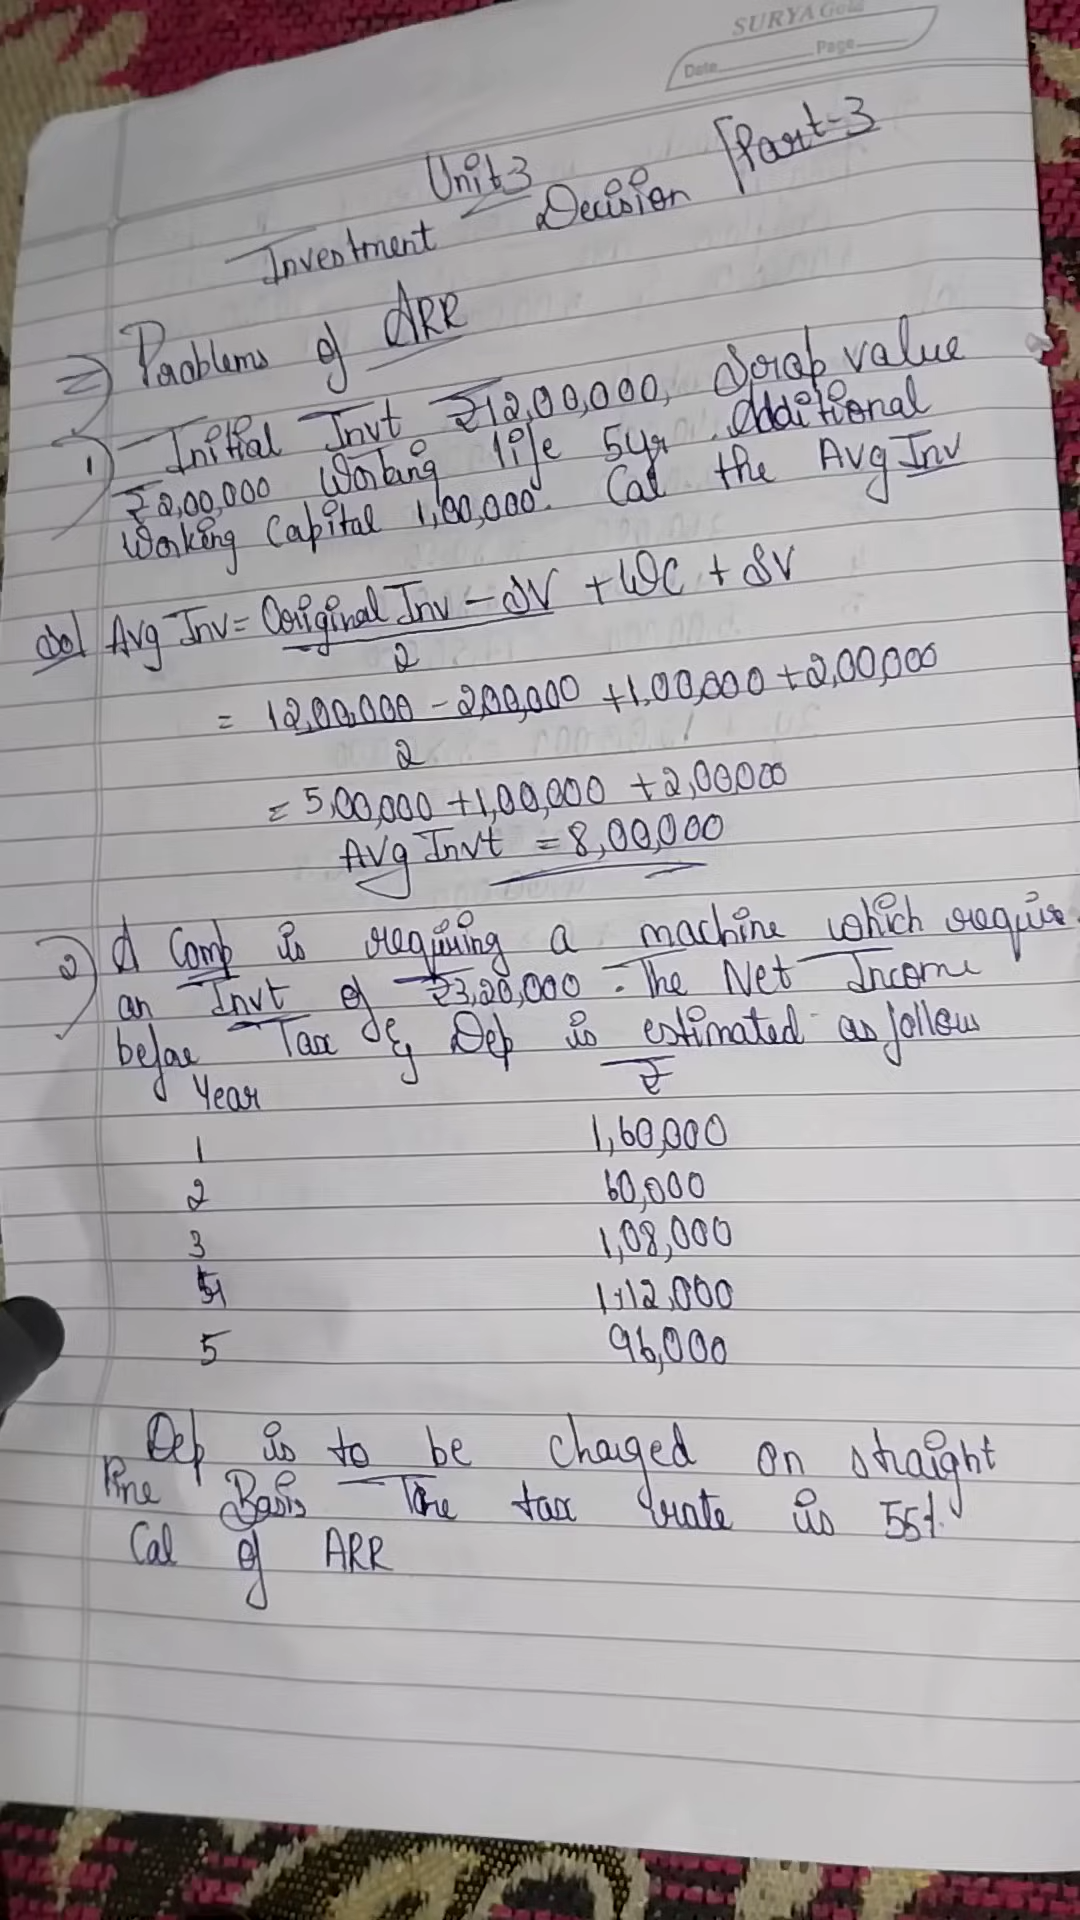 SURYA Gold
Date Page
Unit 3 Part-3
Investment Decision
Problems of ARR
1) Initial Invt ₹12,00,000, Scrap value
₹2,00,000 Working life 5yr. Additional
Working Capital 1,00,000. Cal the Avg Inv
Sol Avg Inv = Original Inv - SV + WC + SV
2
= 12,00,000 - 2,00,000 + 1,00,000 + 2,00,000
2
= 5,00,000 + 1,00,000 + 2,00,000
Avg Invt = 8,00,000
2) A Comp is requiring a machine which require
an Invt of ₹3,20,000. The Net Income
before Tax & Dep is estimated as follow
Year ₹
1 1,60,000
2 60,000
3 1,08,000
4 1,12,000
5 96,000
Dep is to be charged on straight
line Basis The tax rate is 55%
Cal of ARR